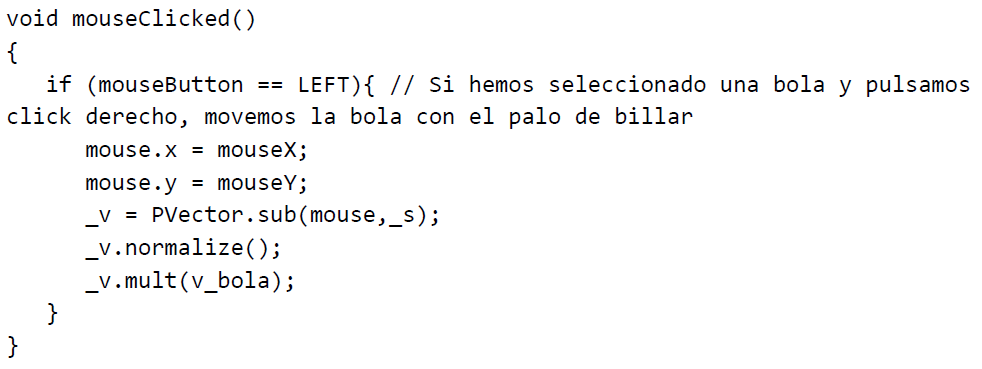 void mouseClicked()
{
   if (mouseButton == LEFT){ // Si hemos seleccionado una bola y pulsamos
click derecho, movemos la bola con el palo de billar
      mouse.x = mouseX;
      mouse.y = mouseY;
      _v = PVector.sub(mouse,_s);
      _v.normalize();
      _v.mult(v_bola);
   }
}